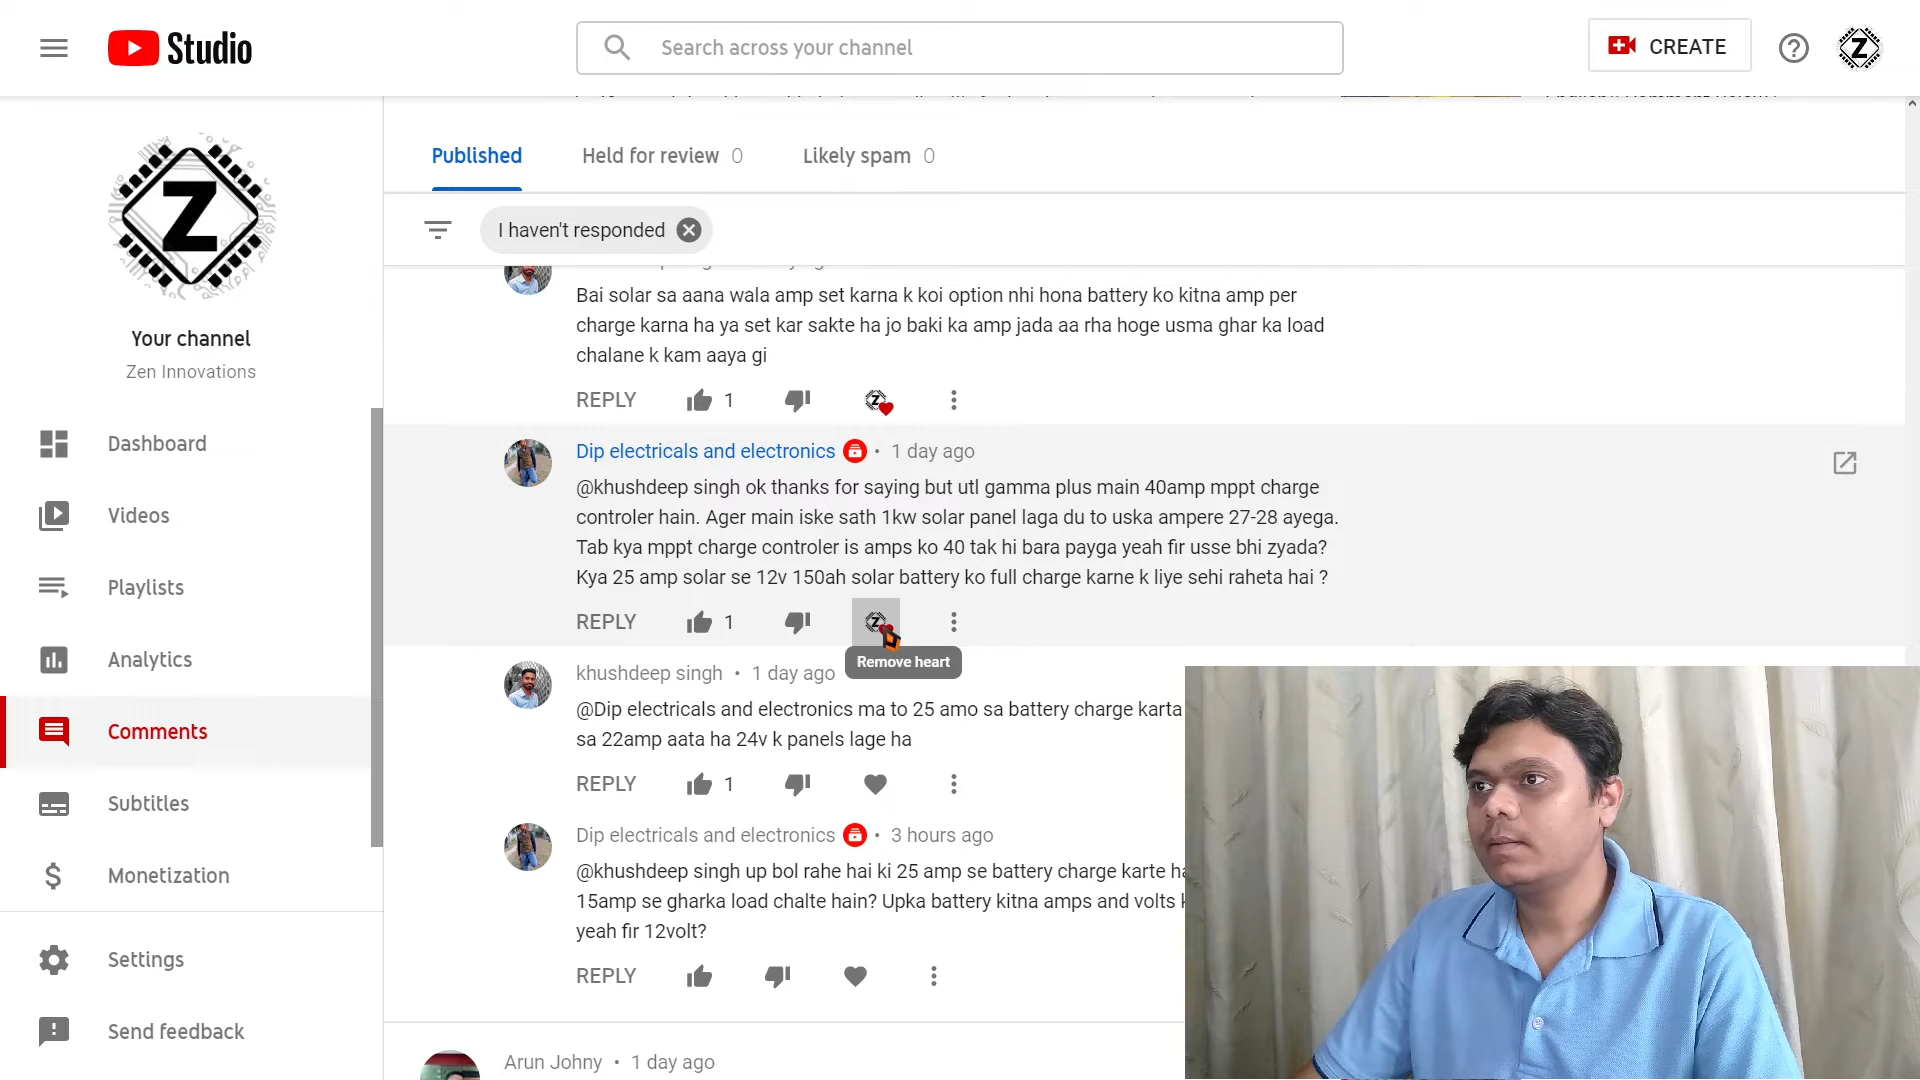 Studio
Search across your channel
CREATE
Z
Z
Your channel
Zen Innovations
Dashboard
Videos
Playlists
Analytics
Comments
Subtitles
Monetization
Settings
Send feedback
Published
Held for review 0
Likely spam 0
I haven't responded
Bai solar sa aana wala amp set karna k koi option nhi hona battery ko kitna amp per
charge karna ha ya set kar sakte ha jo baki ka amp jada aa rha hoge usma ghar ka load
chalane k kam aaya gi
REPLY 1
Dip electricals and electronics • 1 day ago
@khushdeep singh ok thanks for saying but utl gamma plus main 40amp mppt charge
controler hain. Ager main iske sath 1kw solar panel laga du to uska ampere 27-28 ayega.
Tab kya mppt charge controler is amps ko 40 tak hi bara payga yeah fir usse bhi zyada?
Kya 25 amp solar se 12v 150ah solar battery ko full charge karne k liye sehi raheta hai ?
REPLY 1
Remove heart
khushdeep singh • 1 day ago
@Dip electricals and electronics ma to 25 amo sa battery charge karta
sa 22amp aata ha 24v k panels lage ha
REPLY 1
Dip electricals and electronics • 3 hours ago
@khushdeep singh up bol rahe hai ki 25 amp se battery charge karte
15amp se gharka load chalte hain? Upka battery kitna amps and volts
yeah fir 12volt?
REPLY
Arun Johny • 1 day ago